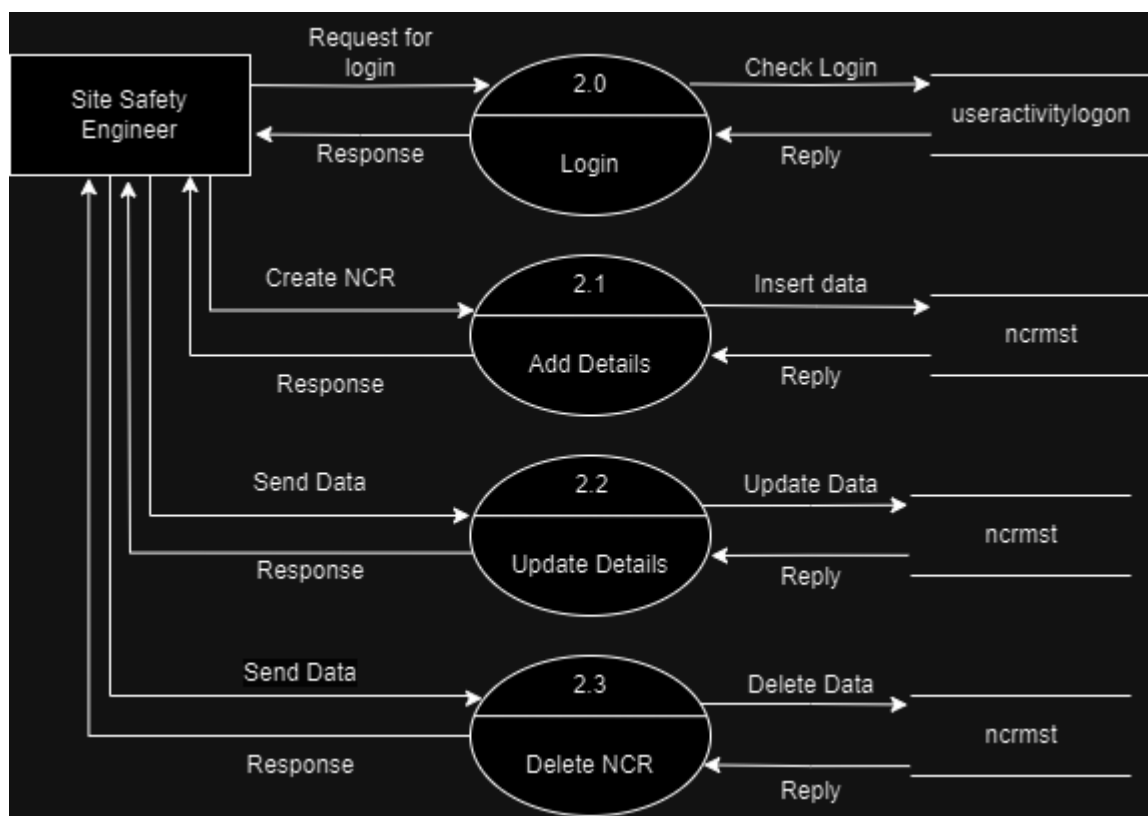 Request for
login
Site Safety
Engineer
2.0
Check Login
useractivitylogon
Response
Login
Reply
Create NCR
2.1
Insert data
ncrmst
Response
Add Details
Reply
Send Data
2.2
Update Data
ncrmst
Response
Update Details
Reply
Send Data
2.3
Delete Data
ncrmst
Response
Delete NCR
Reply